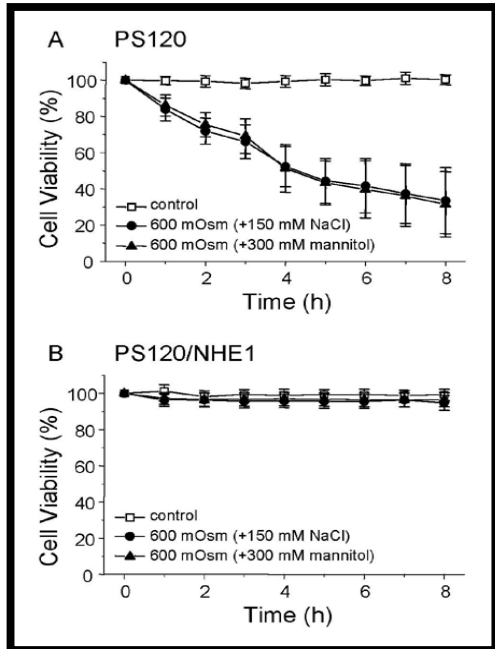 A PS120
100
80
60
40
20
0
Cell Viability (%)
control
600 mOsm (+150 mM NaCl)
600 mOsm (+300 mM mannitol)
0 2 4 6 8
Time (h)
B PS120/NHE1
100
80
60
40
20
0
Cell Viability (%)
control
600 mOsm (+150 mM NaCl)
600 mOsm (+300 mM mannitol)
0 2 4 6 8
Time (h)